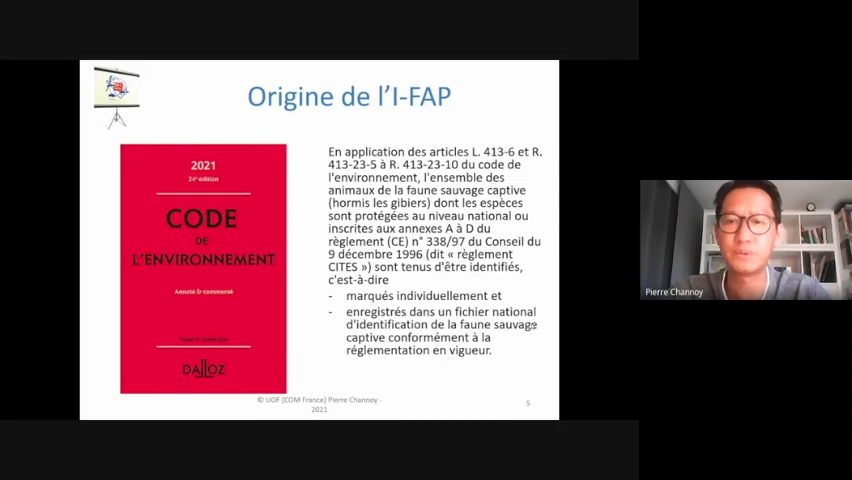 Origine de l'I-FAP
2021
24e édition
CODE
DE
L'ENVIRONNEMENT
Annoté & commenté
DALLOZ
En application des articles L. 413-6 et R.
413-23-5 à R. 413-23-10 du code de
l'environnement, l'ensemble des
animaux de la faune sauvage captive
(hormis les gibiers) dont les espèces
sont protégées au niveau national ou
inscrites aux annexes A à D du
règlement (CE) n° 338/97 du Conseil du
9 décembre 1996 (dit « règlement
CITES ») sont tenus d'être identifiés,
c'est-à-dire
- marqués individuellement et
- enregistrés dans un fichier national
d'identification de la faune sauvage
captive conformément à la
réglementation en vigueur.
© UOF (COM France) Pierre Channoy -
2021
5
Pierre Channoy